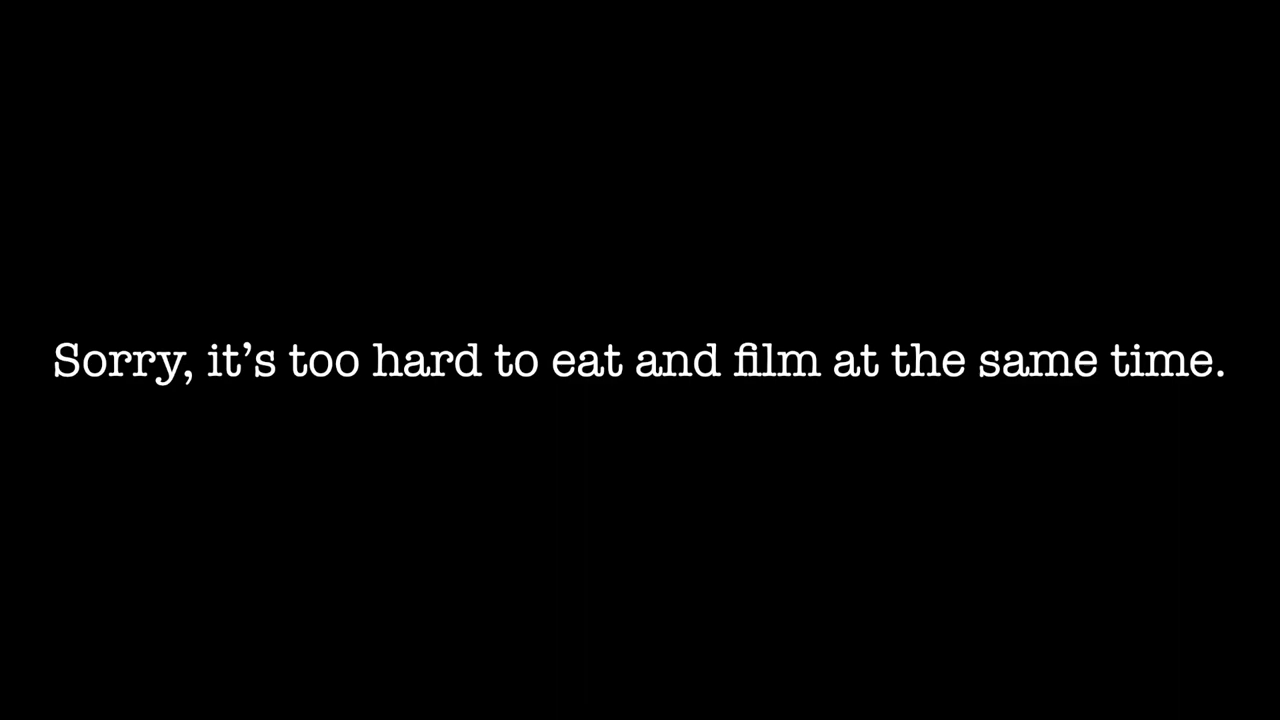 Sorry, it’s too hard to eat and film at the same time.